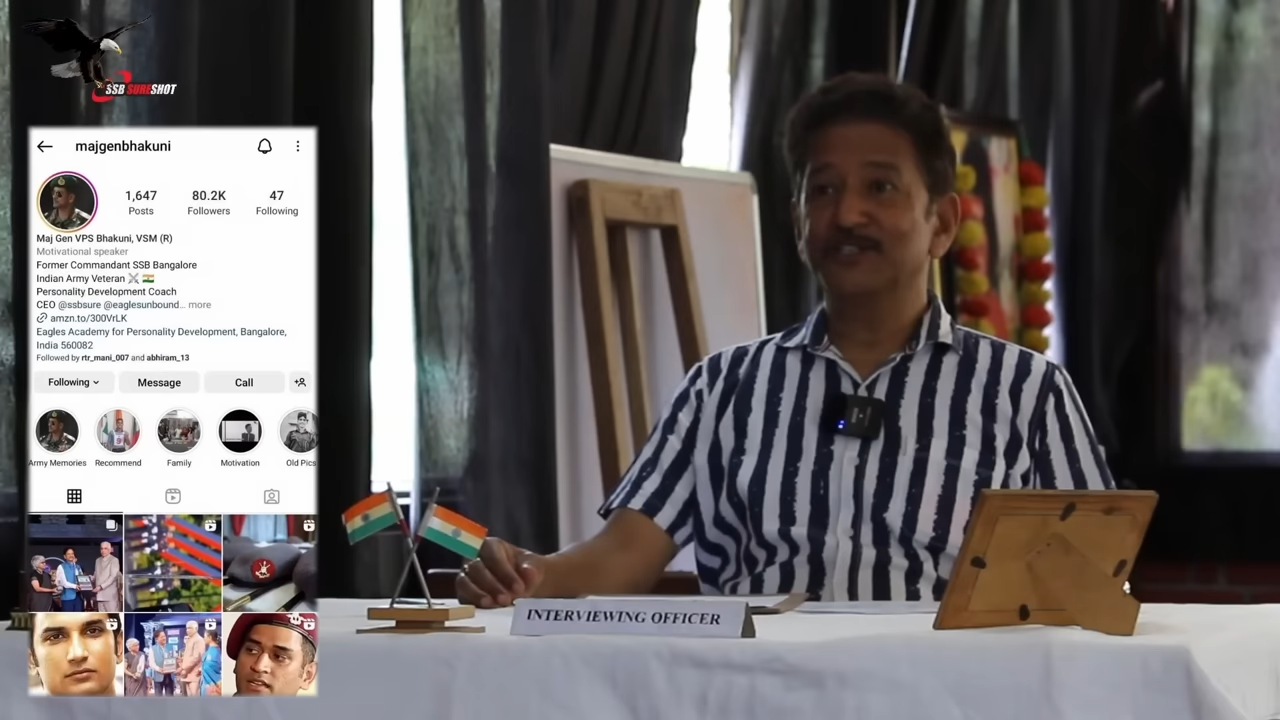 SSB SURESHOT
majgenbhakuni
1,647
80.2K
47
Posts
Followers
Following
Maj Gen VPS Bhakuni, VSM (R)
Motivational speaker
Former Commandant SSB Bangalore
Indian Army Veteran ⚔️ 🇮🇳
Personality Development Coach
CEO @ssbsure @eaglesunbound... more
amzn.to/300VrLK
Eagles Academy for Personality Development, Bangalore,
India 560082
Followed by rtr_mani_007 and abhiram_13
Following
Message
Call
Army Memories
Recommend
Family
Motivation
Old Pics
INTERVIEWING OFFICER